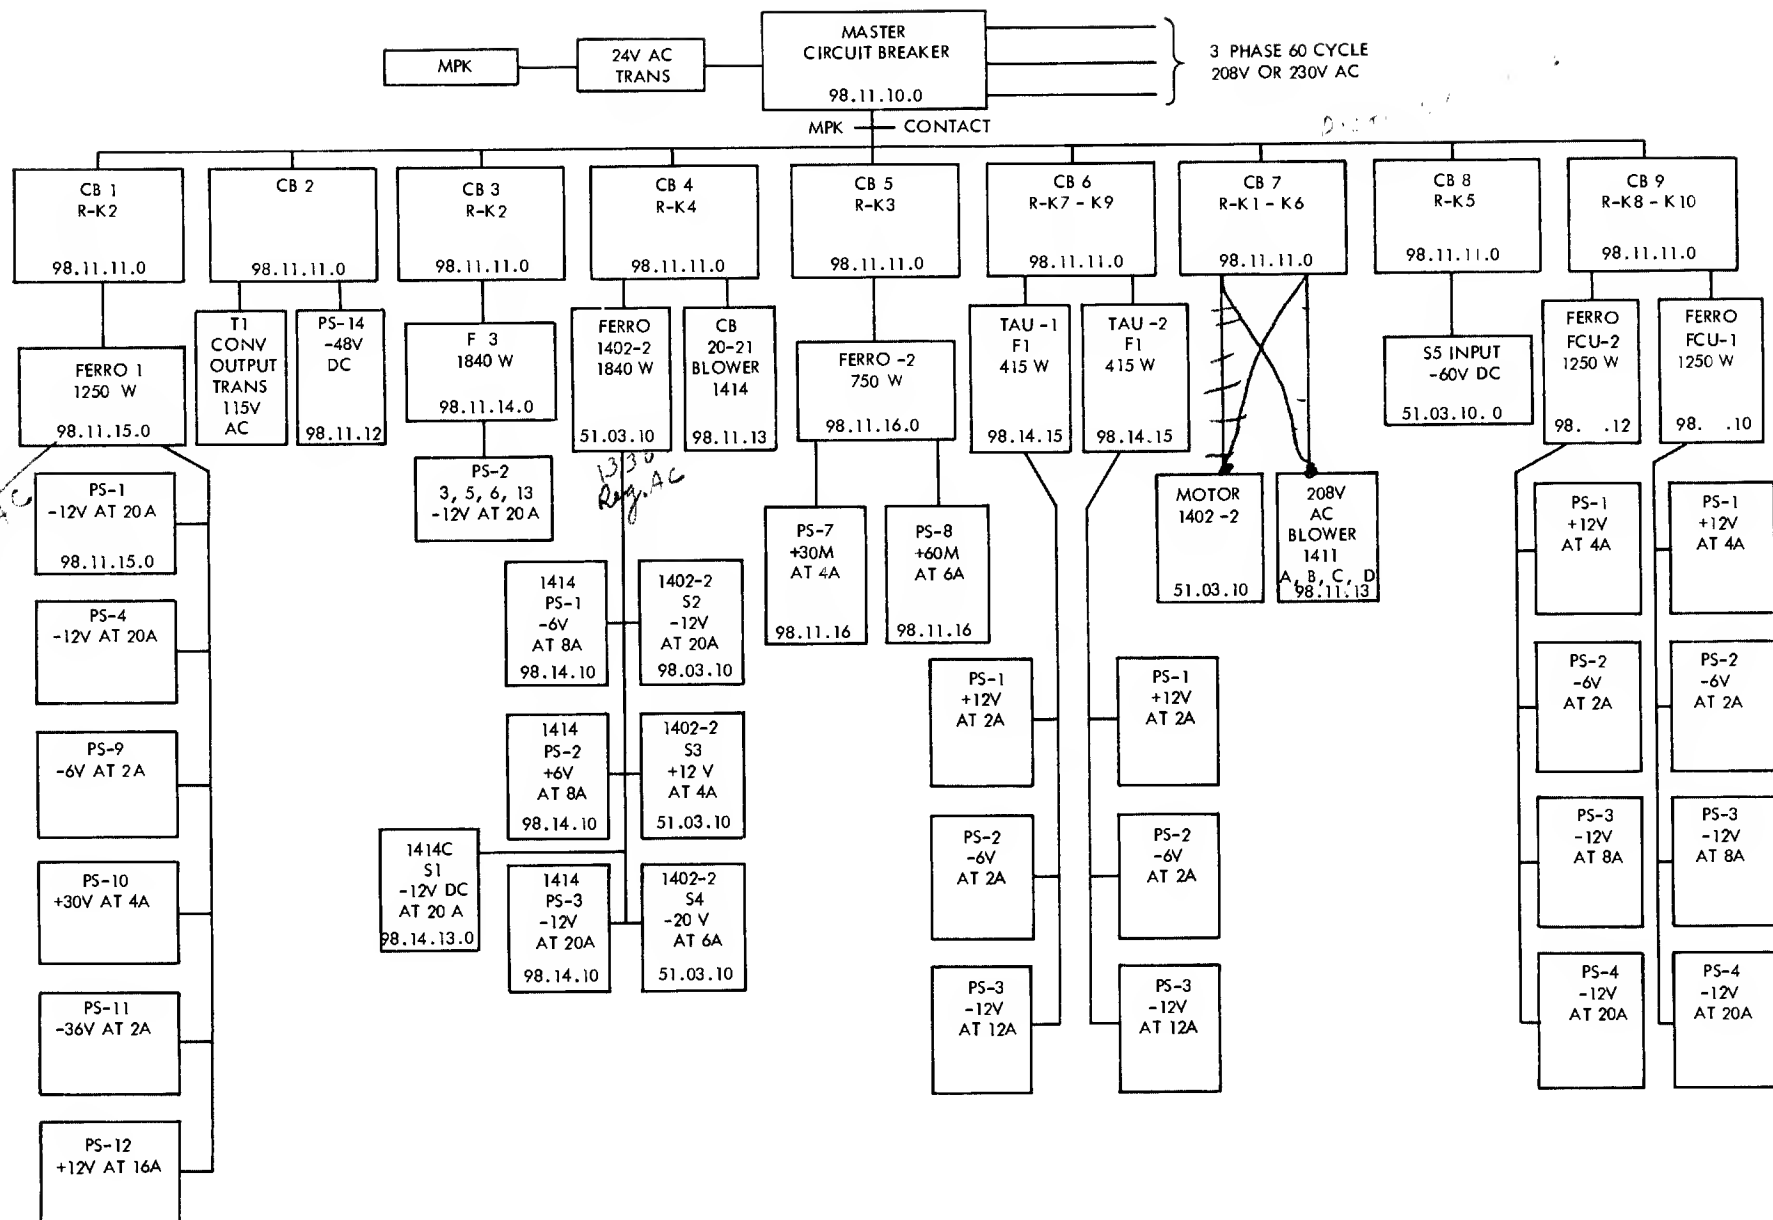 MPK
24V AC
TRANS
MASTER
CIRCUIT BREAKER
98.11.10.0
3 PHASE 60 CYCLE
208V OR 230V AC
MPK CONTACT
CB 1
R-K2
98.11.11.0
CB 2
98.11.11.0
CB 3
R-K2
98.11.11.0
CB 4
R-K4
98.11.11.0
CB 5
R-K3
98.11.11.0
CB 6
R-K7 - K9
98.11.11.0
CB 7
R-K1 - K6
98.11.11.0
CB 8
R-K5
98.11.11.0
CB 9
R-K8 - K10
98.11.11.0
FERRO 1
1250 W
98.11.15.0
T1
CONV
OUTPUT
TRANS
115V
AC
PS-14
-48V
DC
98.11.12
F 3
1840 W
98.11.14.0
FERRO
1402-2
1840 W
51.03.10
CB
20-21
BLOWER
1414
98.11.13
FERRO -2
750 W
98.11.16.0
TAU -1
F1
415 W
98.14.15
TAU -2
F1
415 W
98.14.15
S5 INPUT
-60V DC
51.03.10.0
FERRO
FCU-2
1250 W
98. .12
FERRO
FCU-1
1250 W
98. .10
PS-2
3, 5, 6, 13
-12V AT 20A
Reg. AC
MOTOR
1402 -2
51.03.10
208V
AC
BLOWER
1411
A, B, C, D
98.11.13
PS-1
-12V AT 20A
98.11.15.0
PS-4
-12V AT 20A
PS-9
-6V AT 2A
PS-10
+30V AT 4A
PS-11
-36V AT 2A
PS-12
+12V AT 16A
1414
PS-1
-6V
AT 8A
98.14.10
1402-2
S2
-12V
AT 20A
98.03.10
1414
PS-2
+6V
AT 8A
98.14.10
1402-2
S3
+12 V
AT 4A
51.03.10
1414C
S1
-12V DC
AT 20 A
98.14.13.0
1414
PS-3
-12V
AT 20A
98.14.10
1402-2
S4
-20 V
AT 6A
51.03.10
PS-7
+30M
AT 4A
98.11.16
PS-8
+60M
AT 6A
98.11.16
PS-1
+12V
AT 2A
PS-1
+12V
AT 2A
PS-2
-6V
AT 2A
PS-2
-6V
AT 2A
PS-3
-12V
AT 12A
PS-3
-12V
AT 12A
PS-1
+12V
AT 4A
PS-1
+12V
AT 4A
PS-2
-6V
AT 2A
PS-2
-6V
AT 2A
PS-3
-12V
AT 8A
PS-3
-12V
AT 8A
PS-4
-12V
AT 20A
PS-4
-12V
AT 20A